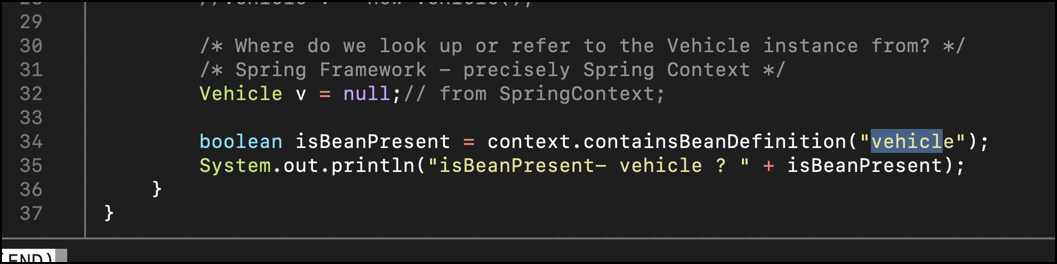 29
30 /* Where do we look up or refer to the Vehicle instance from? */
31 /* Spring Framework – precisely Spring Context */
32 Vehicle v = null;// from SpringContext;
33
34 boolean isBeanPresent = context.containsBeanDefinition("vehicle");
35 System.out.println("isBeanPresent- vehicle ? " + isBeanPresent);
36 }
37 }
(END)